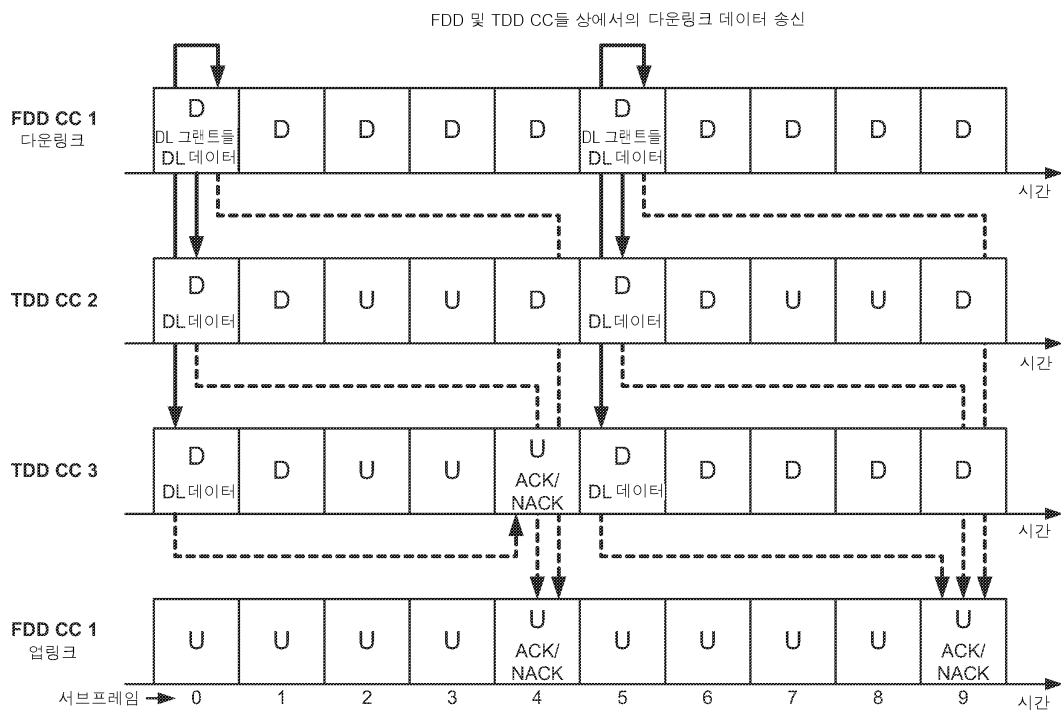 FDD 및 TDD CC들 상에서의 다운링크 데이터 송신
FDD CC 1
다운링크
D D D D D D D D D D
DL 그랜트들 DL 그랜트들
DL 데이터 DL 데이터
시간
TDD CC 2
D D U U D D D U U D
DL 데이터 DL 데이터
시간
TDD CC 3
D D U U U D D D D D
DL 데이터 ACK/ DL 데이터
NACK
시간
FDD CC 1
업링크
U U U U U U U U U U
ACK/ ACK/
NACK NACK
서브프레임 0 1 2 3 4 5 6 7 8 9
시간